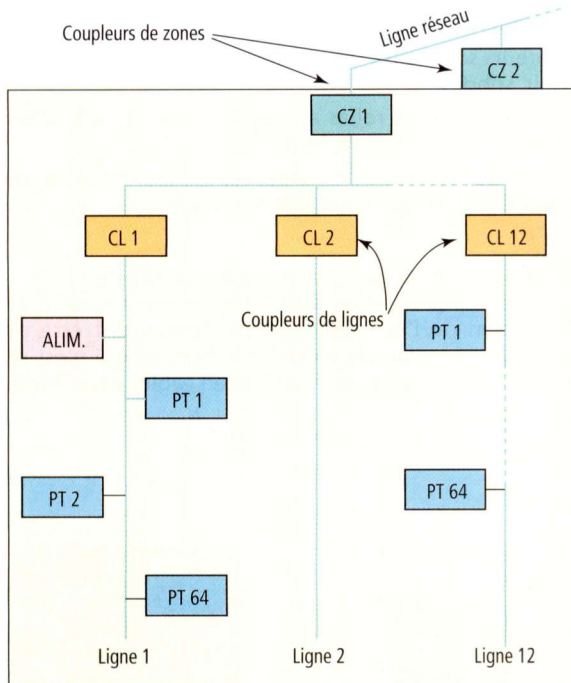 Coupleurs de zones
Ligne réseau
CZ 2
CZ 1
CL 1
CL 2
CL 12
Coupleurs de lignes
ALIM.
PT 1
PT 1
PT 2
PT 64
PT 64
Ligne 1
Ligne 2
Ligne 12